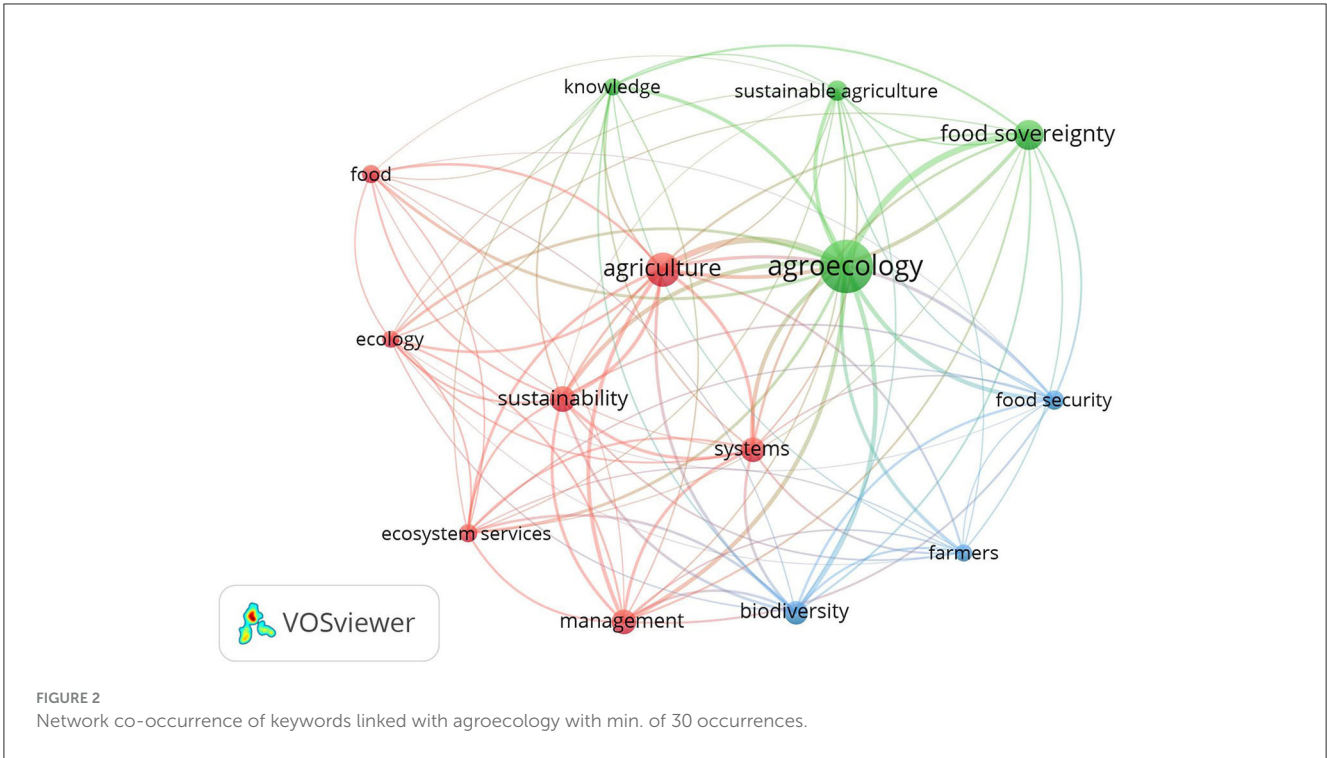 knowledge
sustainable agriculture
food sovereignty
food
agriculture
agroecology
ecology
sustainability
food security
systems
ecosystem services
farmers
biodiversity
management
VOSviewer
FIGURE 2
Network co-occurrence of keywords linked with agroecology with min. of 30 occurrences.